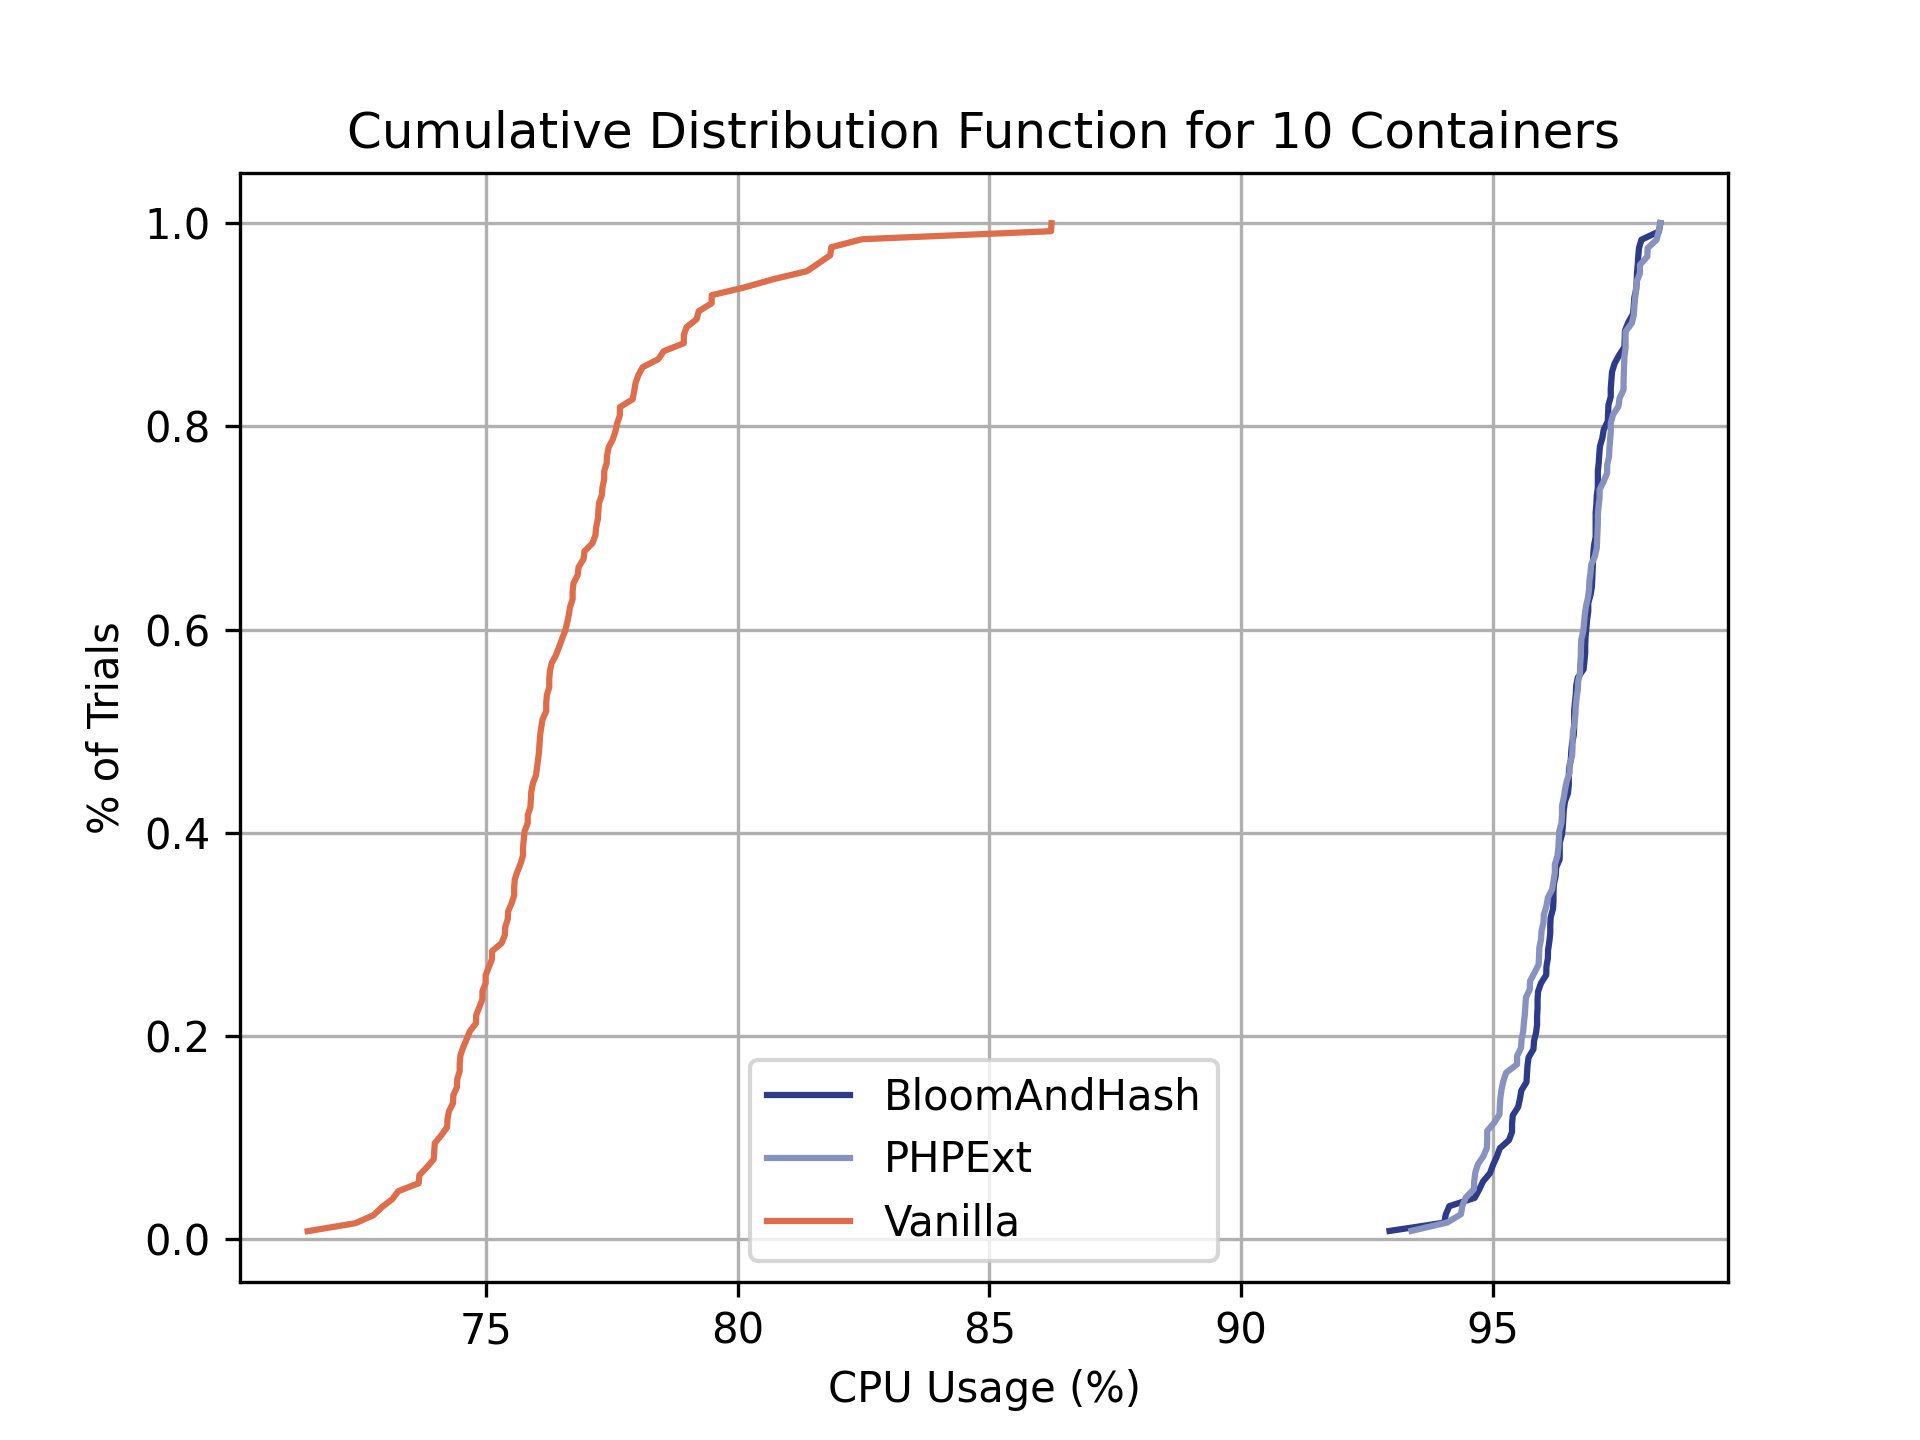 Cumulative Distribution Function for 10 Containers
1.0
0.8
0.6
0.4
0.2
0.0
% of Trials
BloomAndHash
PHPExt
Vanilla
75 80 85 90 95
CPU Usage (%)